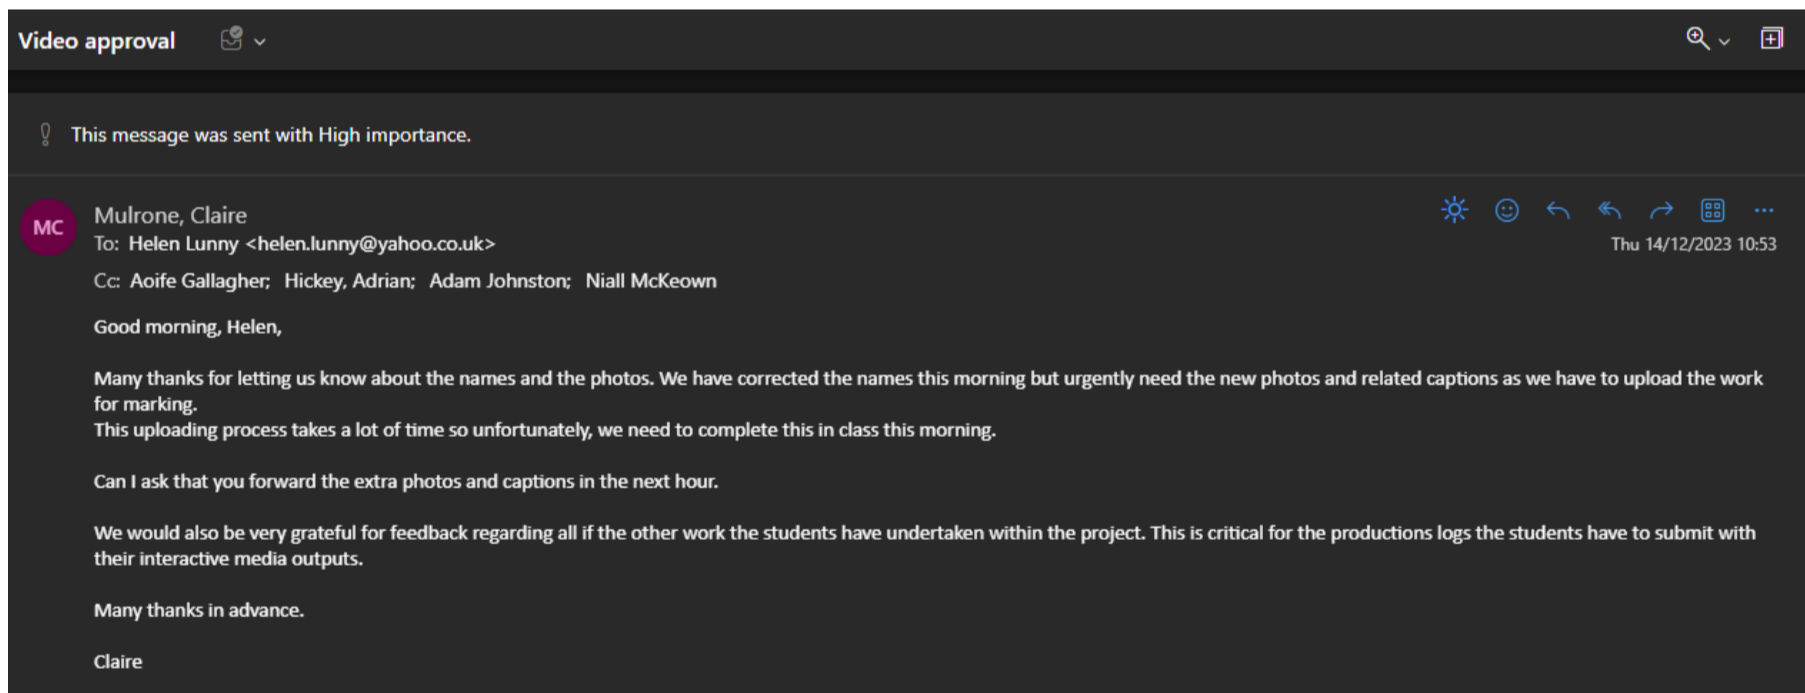 Video approval
This message was sent with High importance.
MC
Mulrone, Claire
To: Helen Lunny <helen.lunny@yahoo.co.uk>
Thu 14/12/2023 10:53
Cc: Aoife Gallagher; Hickey, Adrian; Adam Johnston; Niall McKeown
Good morning, Helen,
Many thanks for letting us know about the names and the photos. We have corrected the names this morning but urgently need the new photos and related captions as we have to upload the work
for marking.
This uploading process takes a lot of time so unfortunately, we need to complete this in class this morning.
Can I ask that you forward the extra photos and captions in the next hour.
We would also be very grateful for feedback regarding all if the other work the students have undertaken within the project. This is critical for the productions logs the students have to submit with
their interactive media outputs.
Many thanks in advance.
Claire